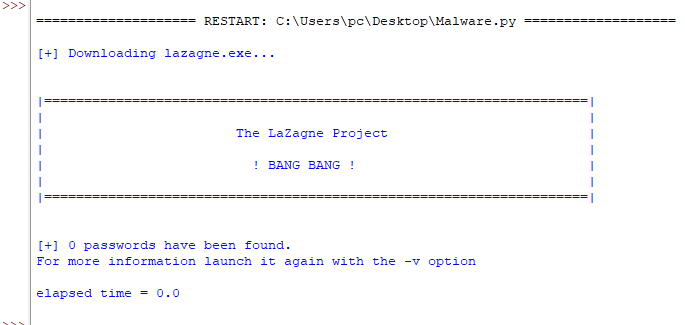 >>>
==================== RESTART: C:\Users\pc\Desktop\Malware.py ===================
[+] Downloading lazagne.exe...
|====================================================================|
| |
| The LaZagne Project |
| |
| ! BANG BANG ! |
| |
|====================================================================|
[+] 0 passwords have been found.
For more information launch it again with the -v option
elapsed time = 0.0
>>>